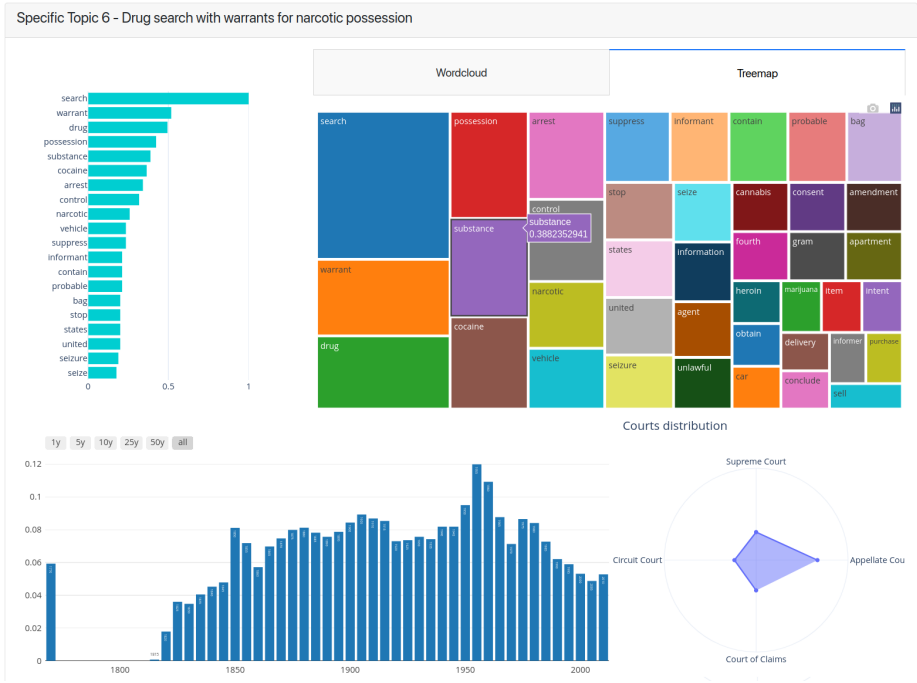 Specific Topic 6 - Drug search with warrants for narcotic possession
Wordcloud
Treemap
search
warrant
drug
possession
substance
cocaine
arrest
control
narcotic
vehicle
suppress
informant
contain
probable
bag
stop
states
united
seizure
seize
0
0.5
1
search
warrant
drug
possession
substance
cocaine
arrest
control
substance
0.3882352941
narcotic
vehicle
suppress
informant
contain
probable
bag
stop
seize
cannabis
consent
amendment
states
information
fourth
gram
apartment
united
agent
heroin
marijuana
item
intent
obtain
delivery
informer
purchase
seizure
unlawful
car
conclude
sell
1y
5y
10y
25y
50y
all
0.12
0.1
0.08
0.06
0.04
0.02
0
1800
1850
1900
1950
2000
Courts distribution
Supreme Court
Circuit Court
Appellate Cou
Court of Claims